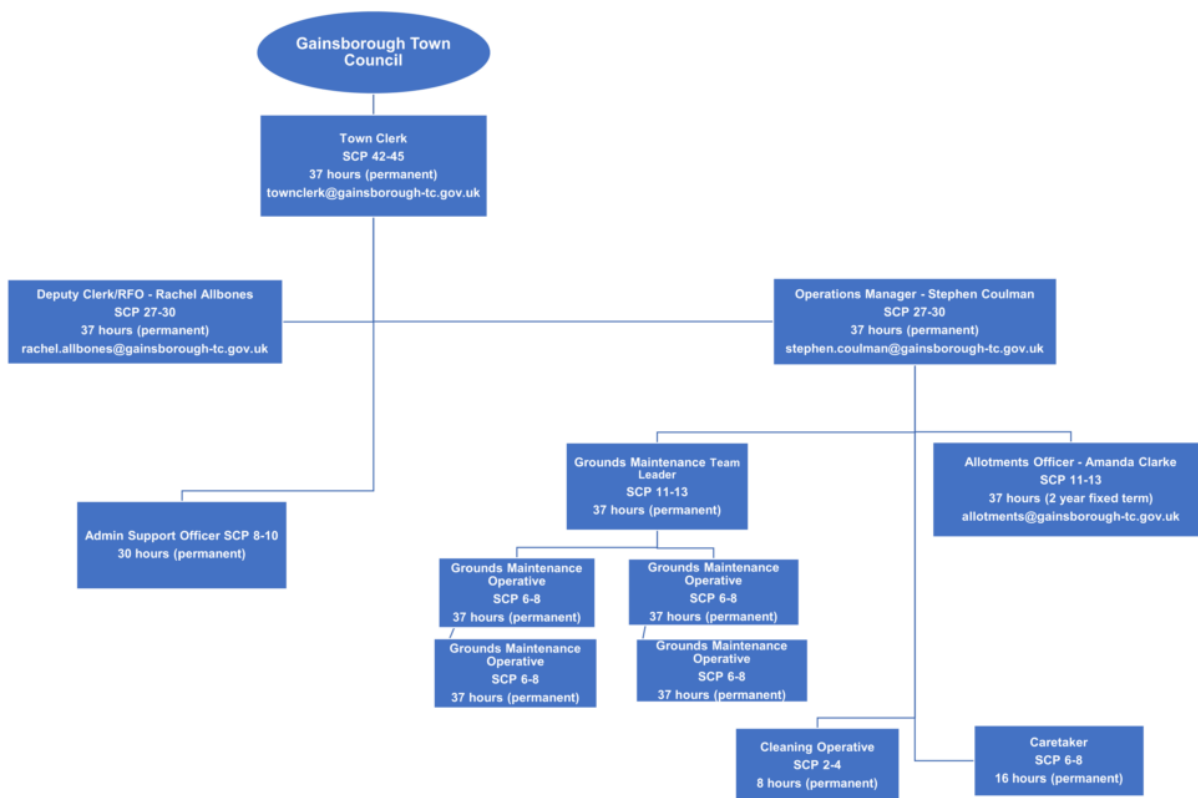 Gainsborough Town
Council
Town Clerk
SCP 42-45
37 hours (permanent)
townclerk@gainsborough-tc.gov.uk
Deputy Clerk/RFO - Rachel Allbones
SCP 27-30
37 hours (permanent)
rachel.allbones@gainsborough-tc.gov.uk
Operations Manager - Stephen Coulman
SCP 27-30
37 hours (permanent)
stephen.coulman@gainsborough-tc.gov.uk
Grounds Maintenance Team
Leader
SCP 11-13
37 hours (permanent)
Allotments Officer - Amanda Clarke
SCP 11-13
37 hours (2 year fixed term)
allotments@gainsborough-tc.gov.uk
Admin Support Officer SCP 8-10
30 hours (permanent)
Grounds Maintenance
Operative
SCP 6-8
37 hours (permanent)
Grounds Maintenance
Operative
SCP 6-8
37 hours (permanent)
Grounds Maintenance
Operative
SCP 6-8
37 hours (permanent)
Grounds Maintenance
Operative
SCP 6-8
37 hours (permanent)
Cleaning Operative
SCP 2-4
8 hours (permanent)
Caretaker
SCP 6-8
16 hours (permanent)